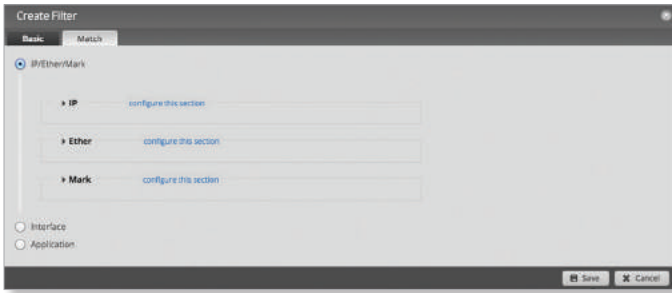 Create Filter
Basic Match
IP/Ether/Mark
IP configure this section
Ether configure this section
Mark configure this section
Interface
Application
Save Cancel